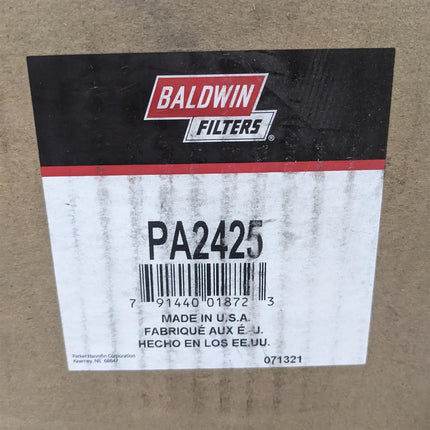 BALDWIN
FILTERS®
PA2425
7 91440 01872 3
MADE IN U.S.A.
FABRIQUÉ AUX É.-U.
HECHO EN LOS EE.UU.
Parker Hannifin Corporation
Kearney, NE 68847
071321